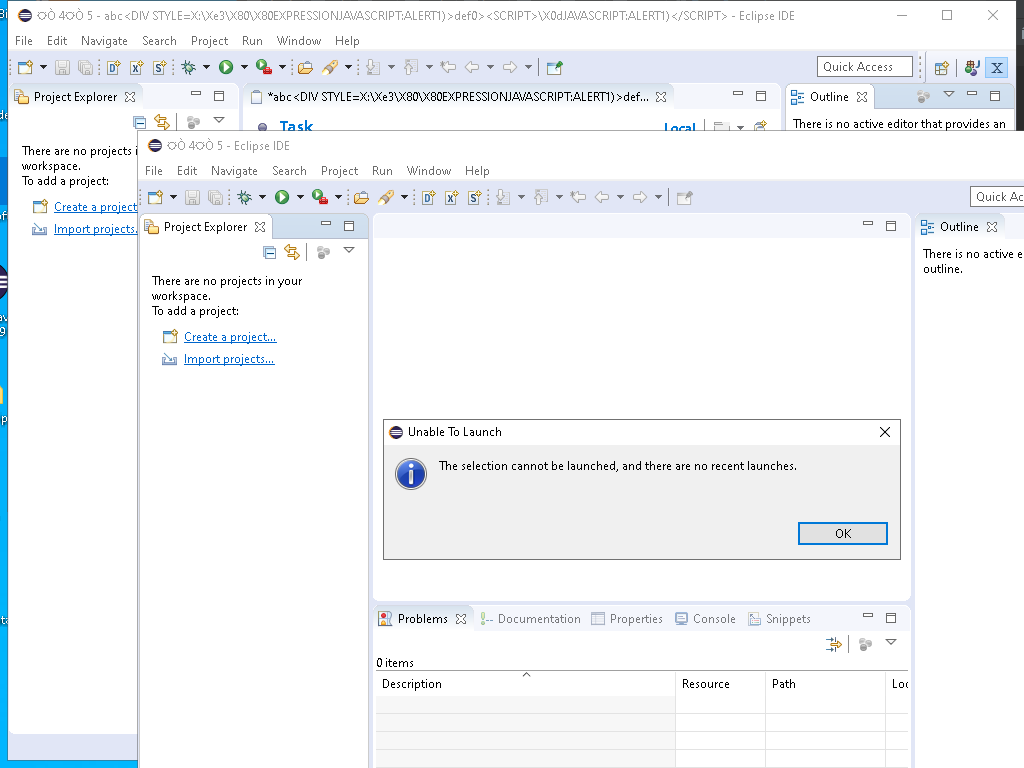 ꝎÒ 4ꝎÒ 5 - abc<DIV STYLE=X:\Xe3\X80\X80EXPRESSIONJAVASCRIPT:ALERT1)>def0><SCRIPT>\X0dJAVASCRIPT:ALERT1)</SCRIPT> - Eclipse IDE
File Edit Navigate Search Project Run Window Help
Quick Access
Project Explorer
*abc<DIV STYLE=X:\Xe3\X80\X80EXPRESSIONJAVASCRIPT:ALERT1)>def...
Outline
Task
Local
There is no active editor that provides an
There are no projects i
workspace.
To add a project:
Create a project
Import projects.
ꝎÒ 4ꝎÒ 5 - Eclipse IDE
File Edit Navigate Search Project Run Window Help
Quick Ac
Project Explorer
Outline
There are no projects in your
workspace.
To add a project:
Create a project...
Import projects...
There is no active e
outline.
Unable To Launch
The selection cannot be launched, and there are no recent launches.
OK
Problems
Documentation
Properties
Console
Snippets
0 items
Description
Resource
Path
Loc